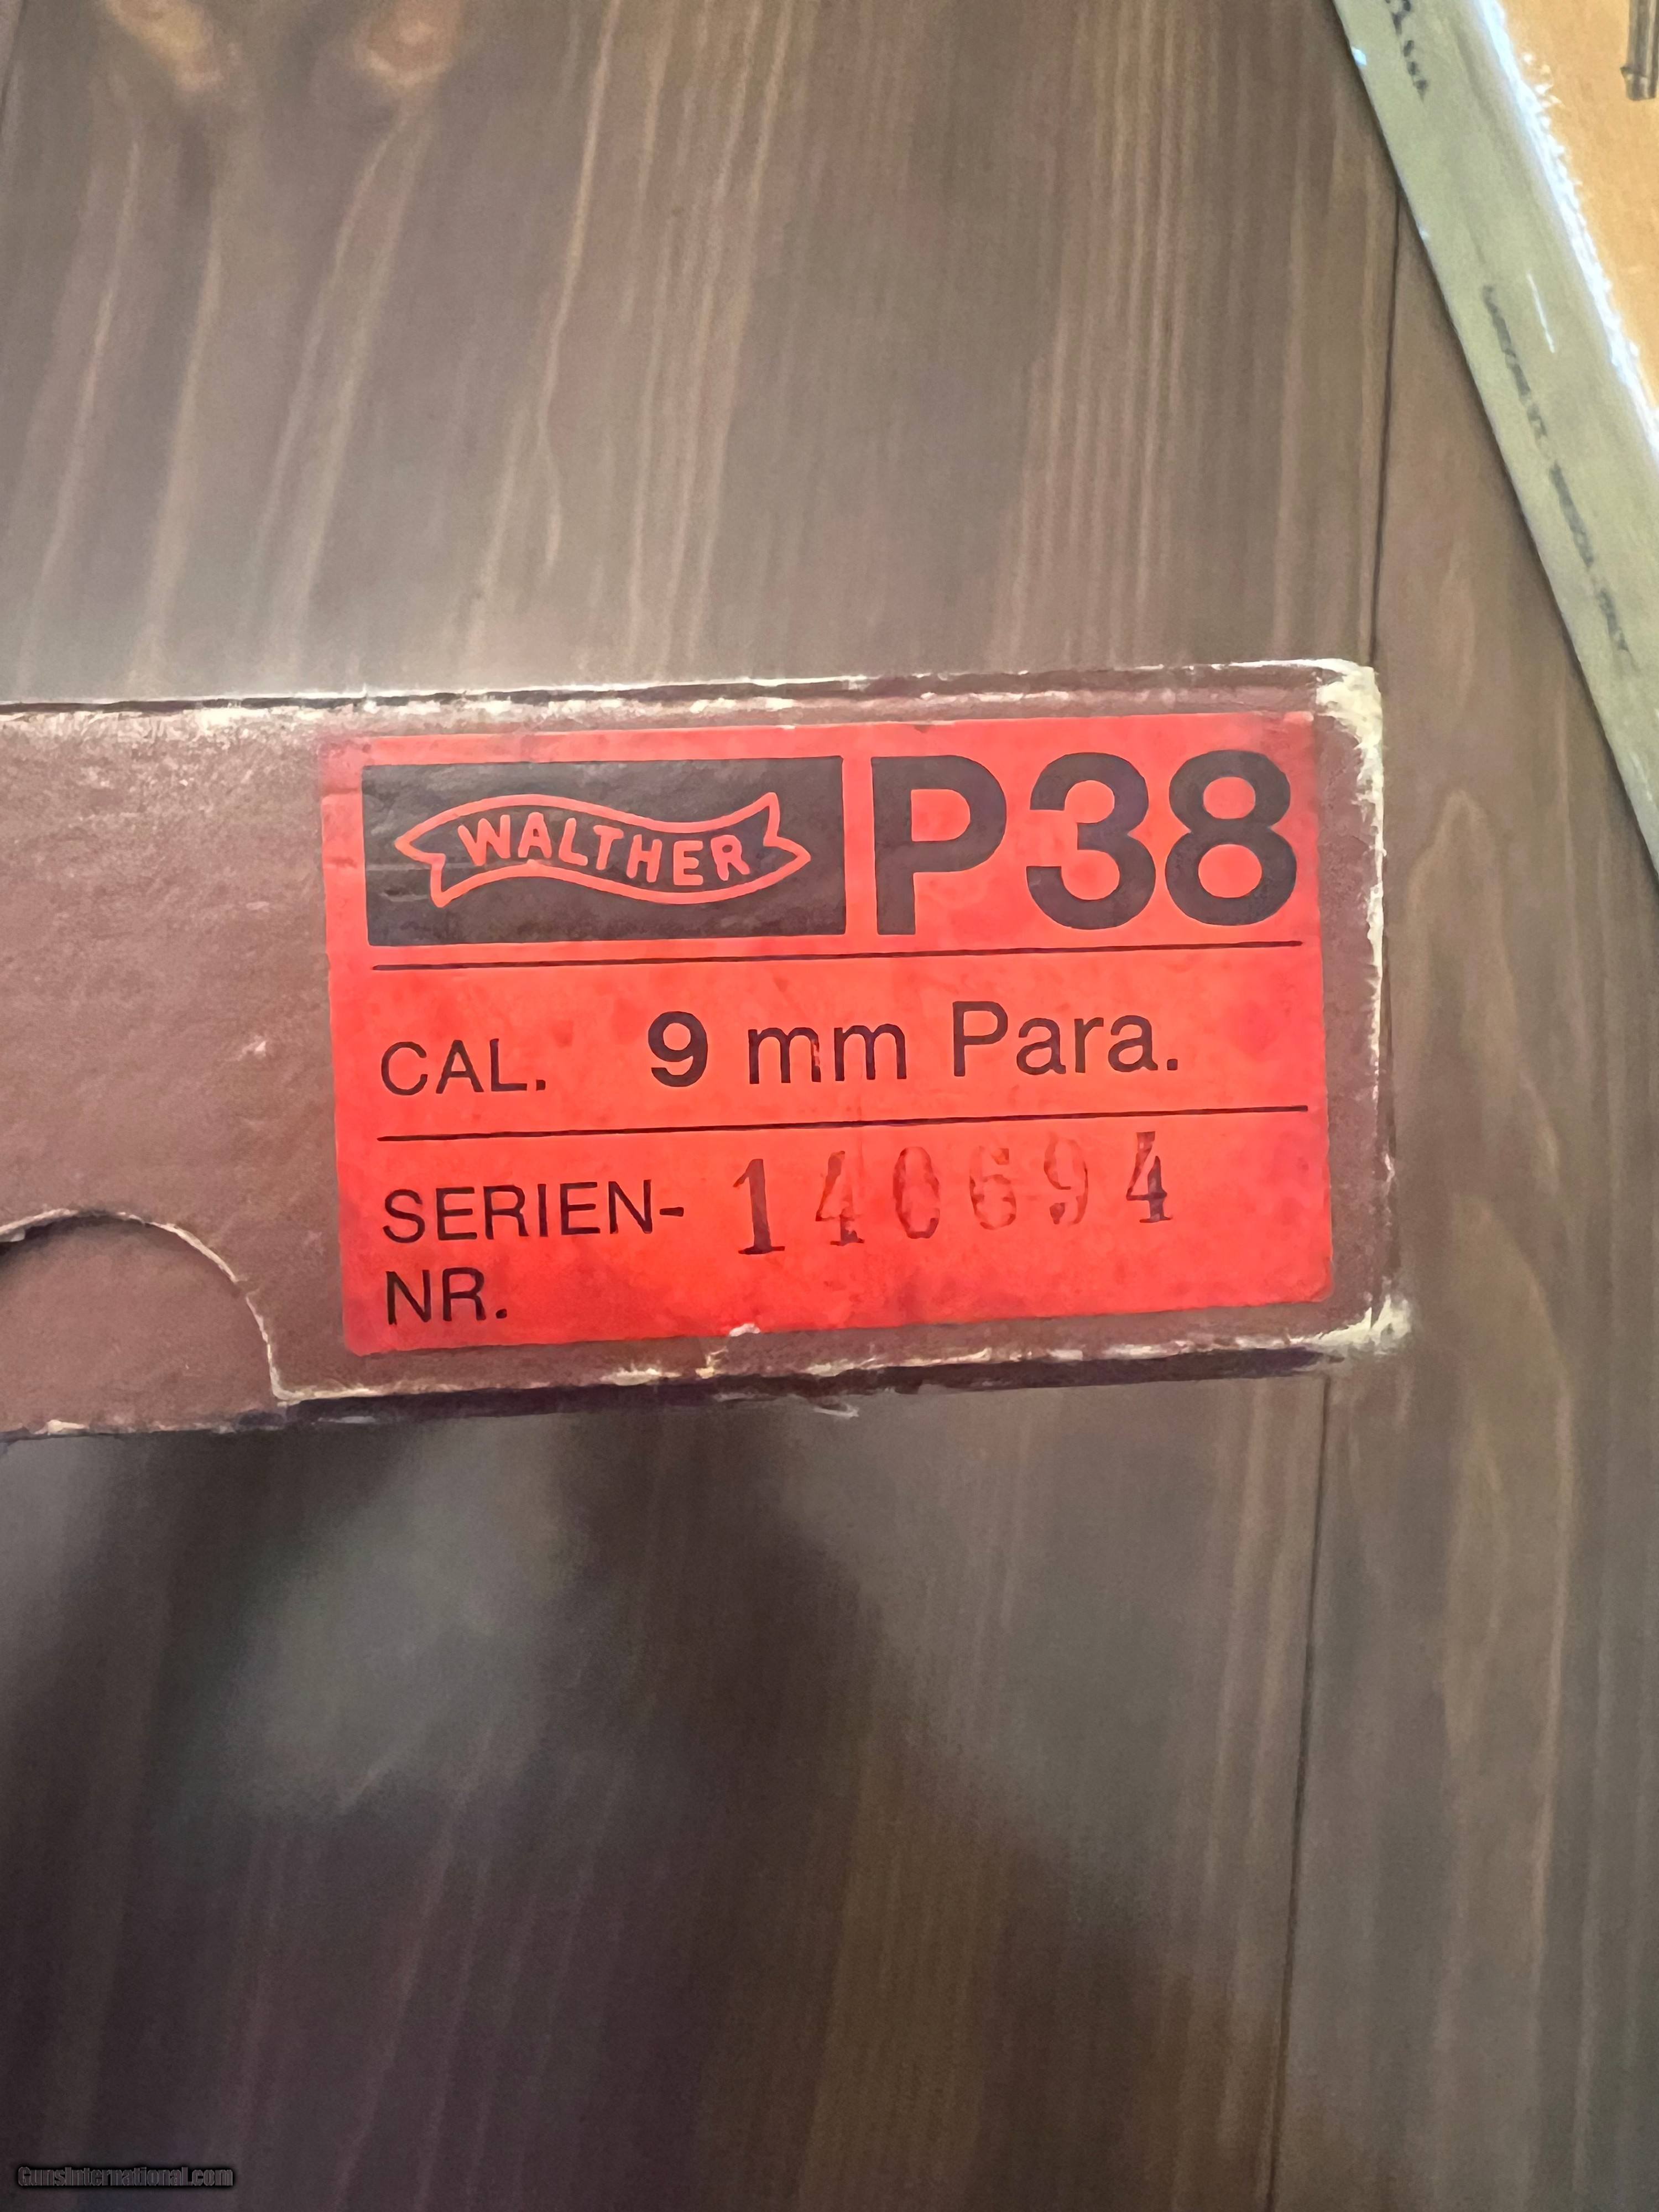 WALTHER P38
CAL. 9 mm Para.
SERIEN- 140694
NR.
GunsInternational.com